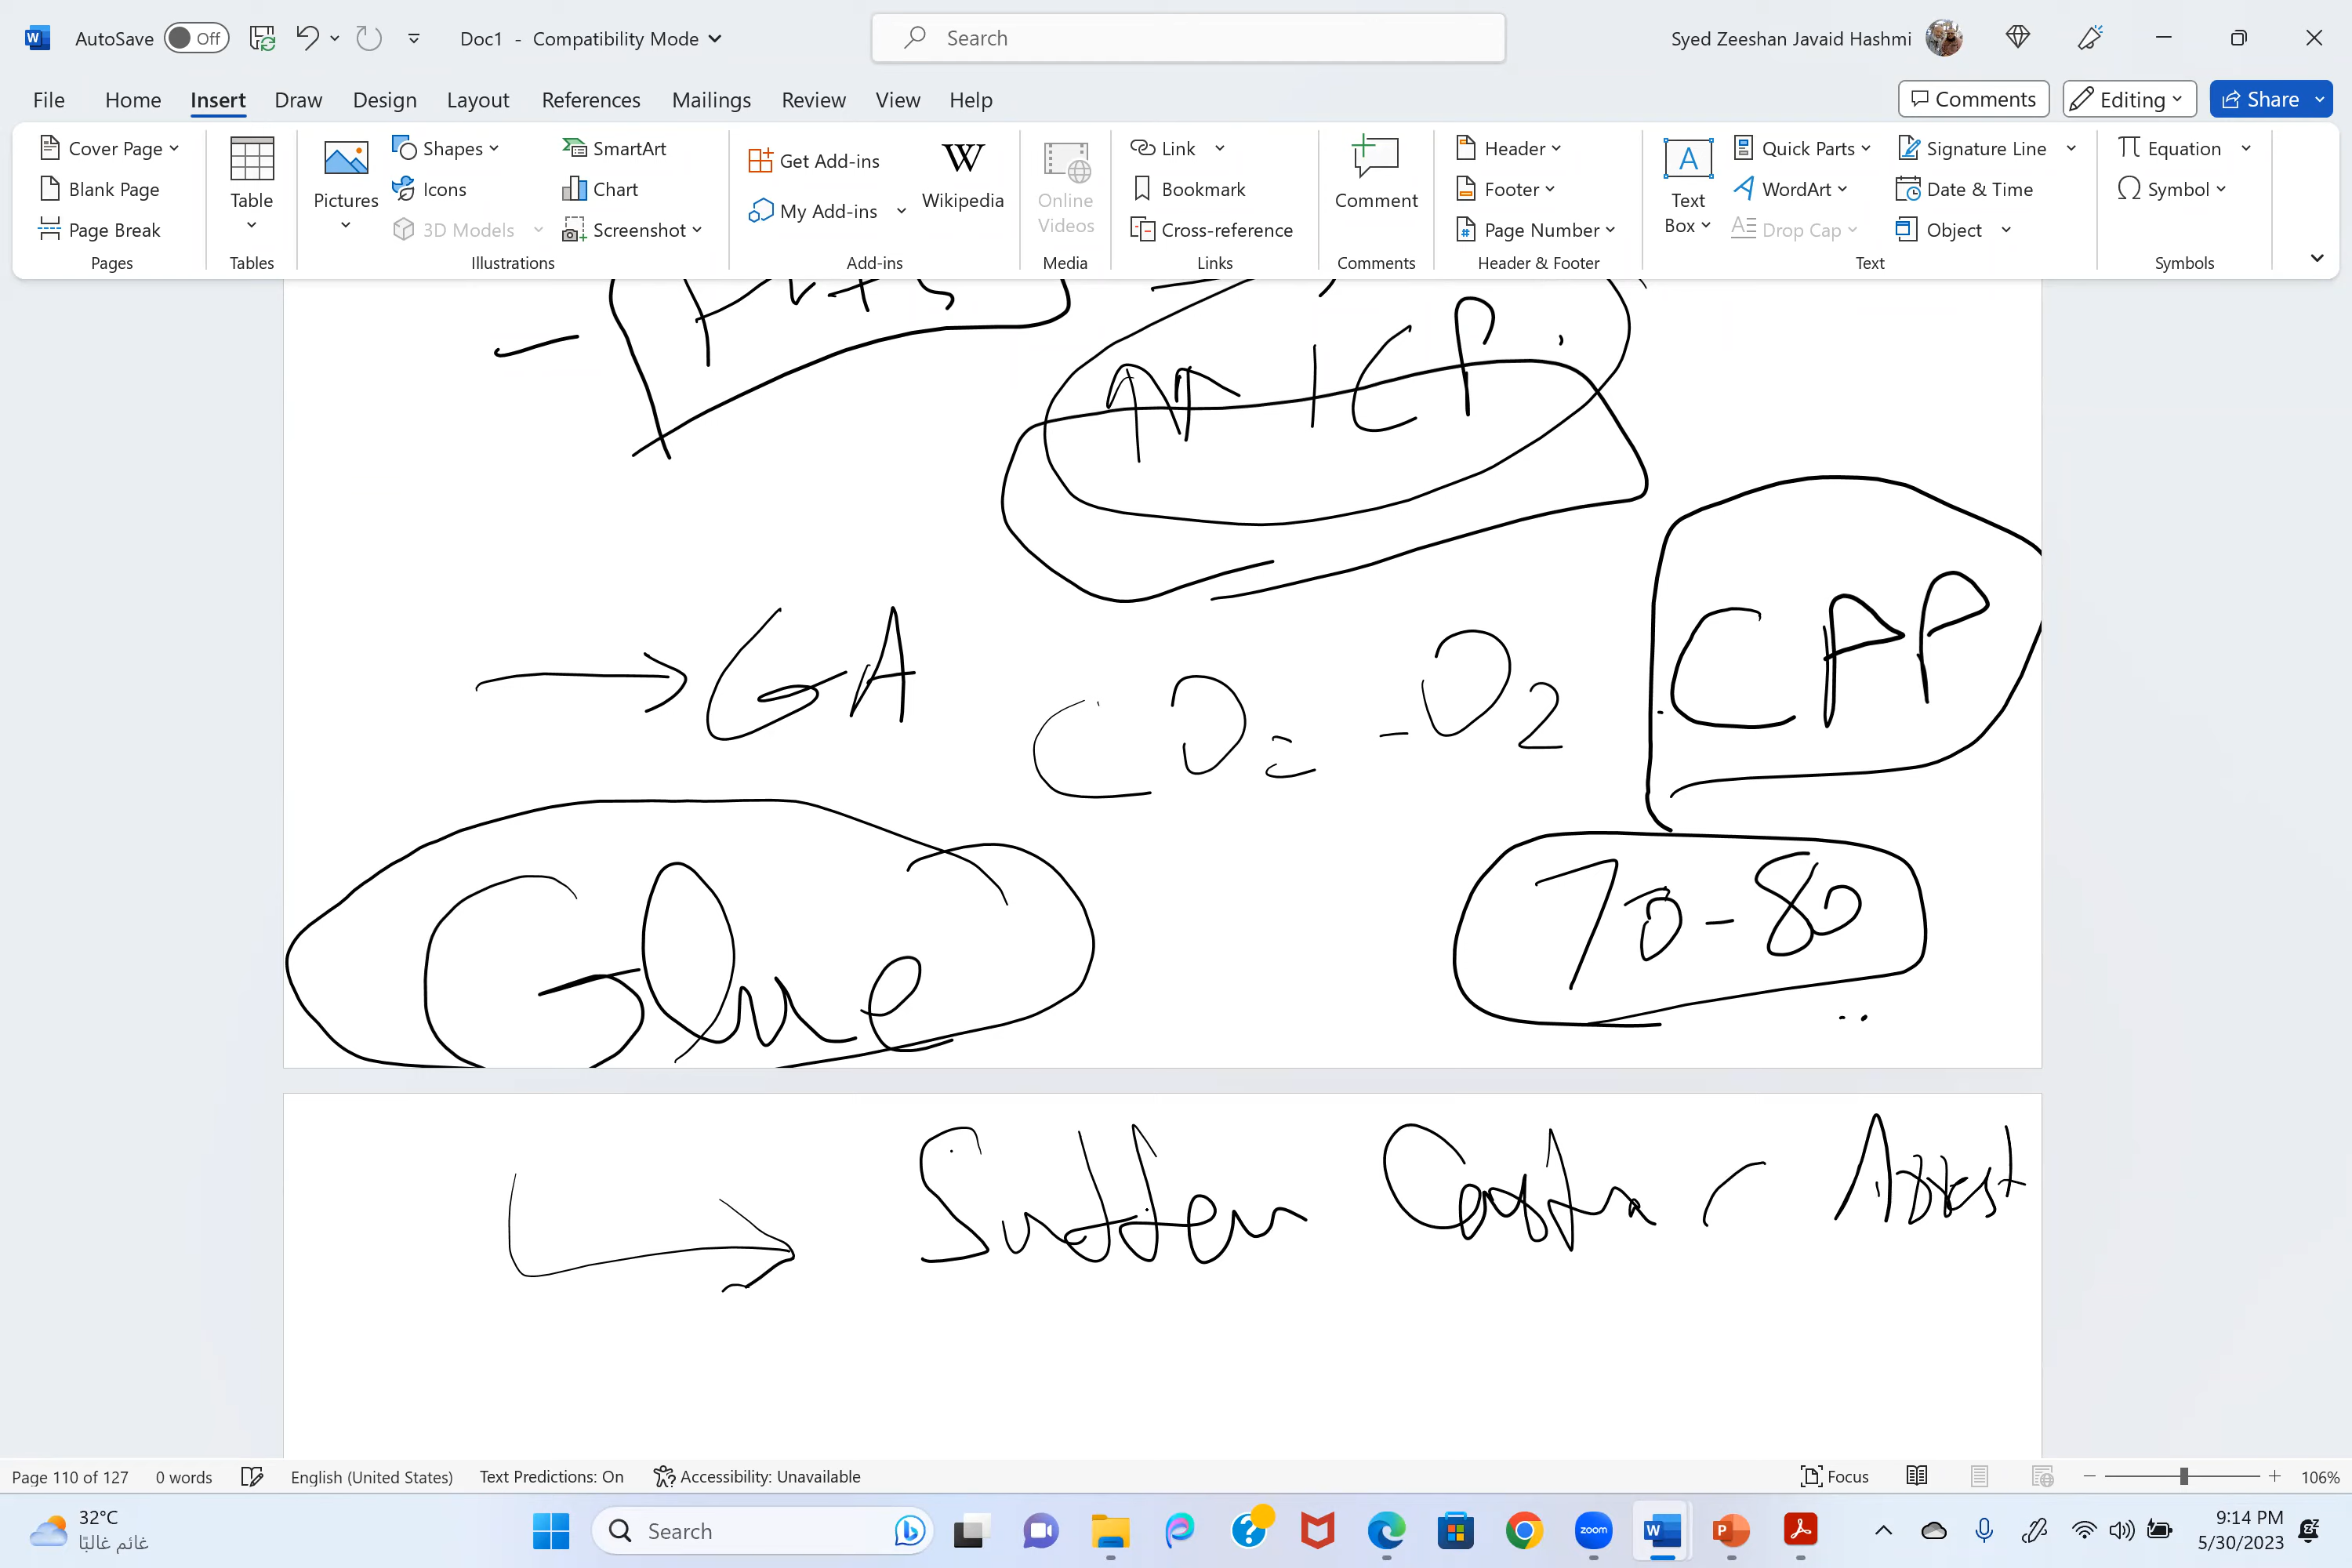 AutoSave Off Doc1 - Compatibility Mode Search Syed Zeeshan Javaid Hashmi
File Home Insert Draw Design Layout References Mailings Review View Help Comments Editing Share
Cover Page
Blank Page
Page Break
Pages
Table
Tables
Pictures
Shapes
Icons
3D Models
SmartArt
Chart
Screenshot
Illustrations
Get Add-ins
My Add-ins
W
Wikipedia
Add-ins
Online Videos
Media
Link
Bookmark
Cross-reference
Links
Comment
Comments
Header
Footer
Page Number
Header & Footer
A
Text Box
Quick Parts
WordArt
Drop Cap
Signature Line
Date & Time
Object
Text
Equation
Symbol
Symbols
↑↑ ICP
CPP
→ GA CO2 - O2
70-80
Glue
Sudden Cardiac Arrest
Page 110 of 127 0 words English (United States) Text Predictions: On Accessibility: Unavailable Focus 106%
32°C
غائم غالبًا
Search
zoom
9:14 PM
5/30/2023